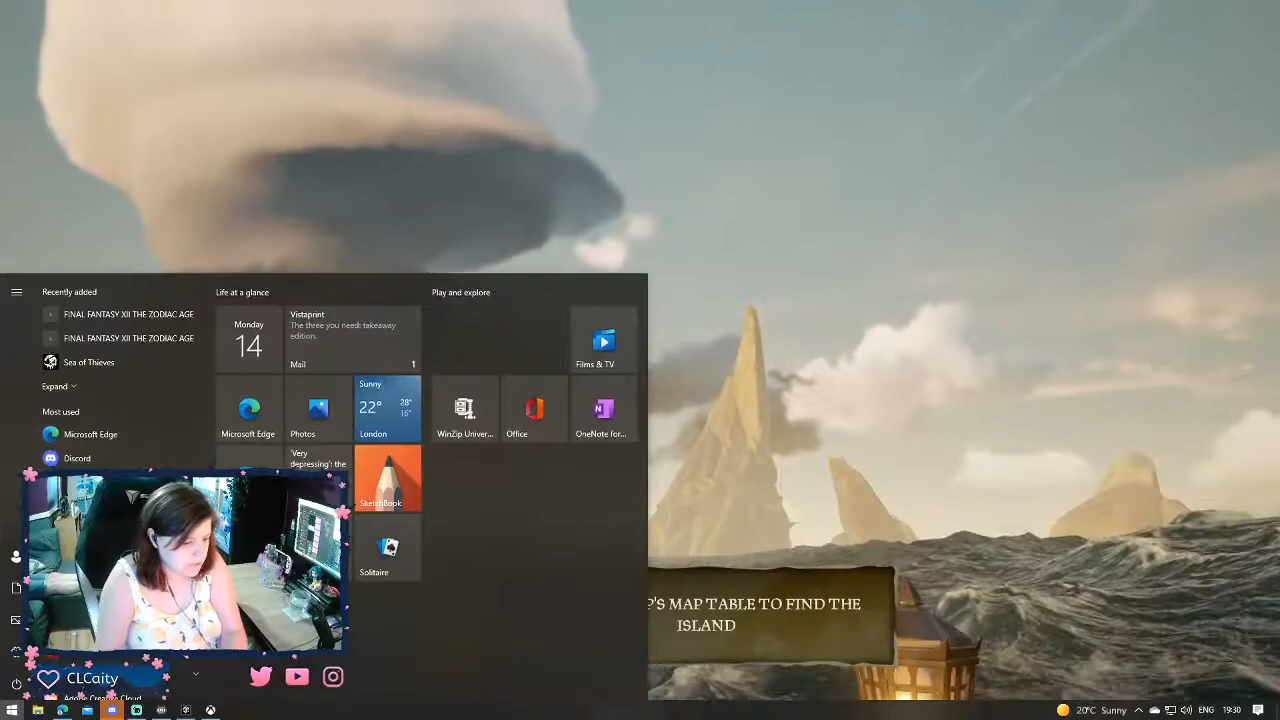 Recently added
FINAL FANTASY XII THE ZODIAC AGE
FINAL FANTASY XII THE ZODIAC AGE
Sea of Thieves
Expand
Most used
Microsoft Edge
Discord
Life at a glance
Monday
14
Vistaprint
The three you need: takeaway
edition.
Mail 1
Microsoft Edge
Photos
Sunny
22° 28°
16°
London
'Very
depressing': the
SketchBook
Solitaire
Play and explore
Films & TV
WinZip Univer...
Office
OneNote for...
'S MAP TABLE TO FIND THE
ISLAND
CLCaity
Adobe Creative Cloud
20°C Sunny
ENG
19:30